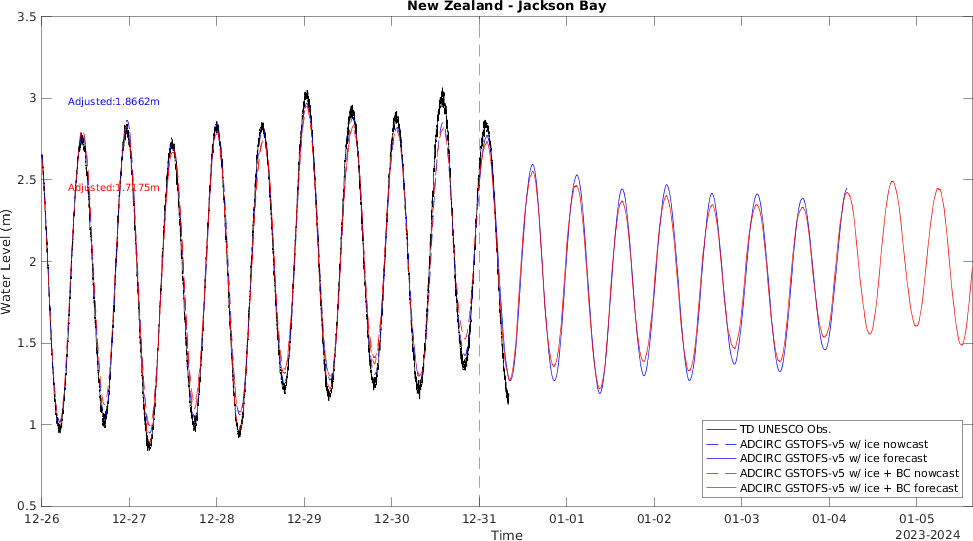 New Zealand - Jackson Bay
3.5
3
2.5
2
1.5
1
0.5
Water Level (m)
Adjusted:1.8662m
Adjusted:1.7175m
TD UNESCO Obs.
ADCIRC GSTOFS-v5 w/ ice nowcast
ADCIRC GSTOFS-v5 w/ ice forecast
ADCIRC GSTOFS-v5 w/ ice + BC nowcast
ADCIRC GSTOFS-v5 w/ ice + BC forecast
12-26 12-27 12-28 12-29 12-30 12-31 01-01 01-02 01-03 01-04 01-05
Time
2023-2024